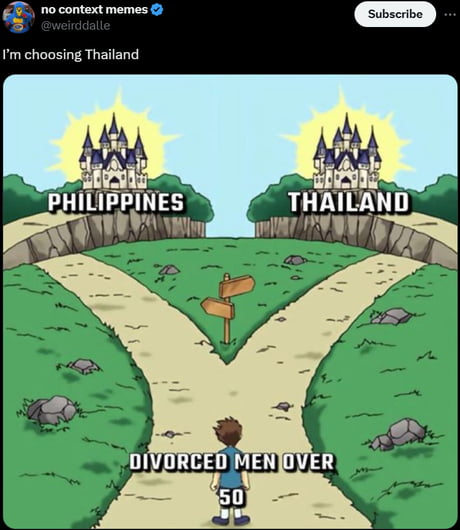 no context memes
@weirddalle
Subscribe
I'm choosing Thailand
PHILIPPINES
THAILAND
DIVORCED MEN OVER
50